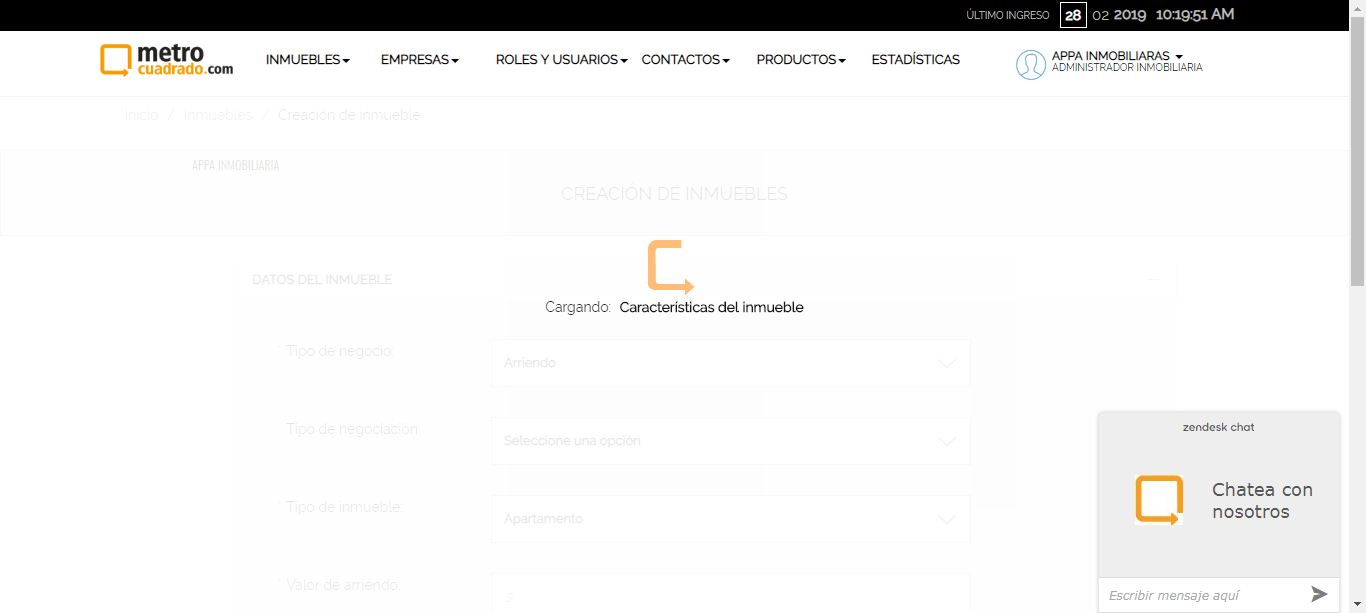 ÚLTIMO INGRESO 28 02 2019 10:19:51 AM
metro
cuadrado.com
INMUEBLES EMPRESAS ROLES Y USUARIOS CONTACTOS PRODUCTOS ESTADÍSTICAS
APPA INMOBILIARAS
ADMINISTRADOR INMOBILIARIA
Inicio / Inmuebles / Creación de inmueble
APPA INMOBILIARIA
CREACIÓN DE INMUEBLES
DATOS DEL INMUEBLE
Cargando: Características del inmueble
* Tipo de negocio: Arriendo
Tipo de negociación: Seleccione una opción
* Tipo de inmueble: Apartamento
* Valor de arriendo: $
zendesk chat
Chatea con
nosotros
Escribir mensaje aquí